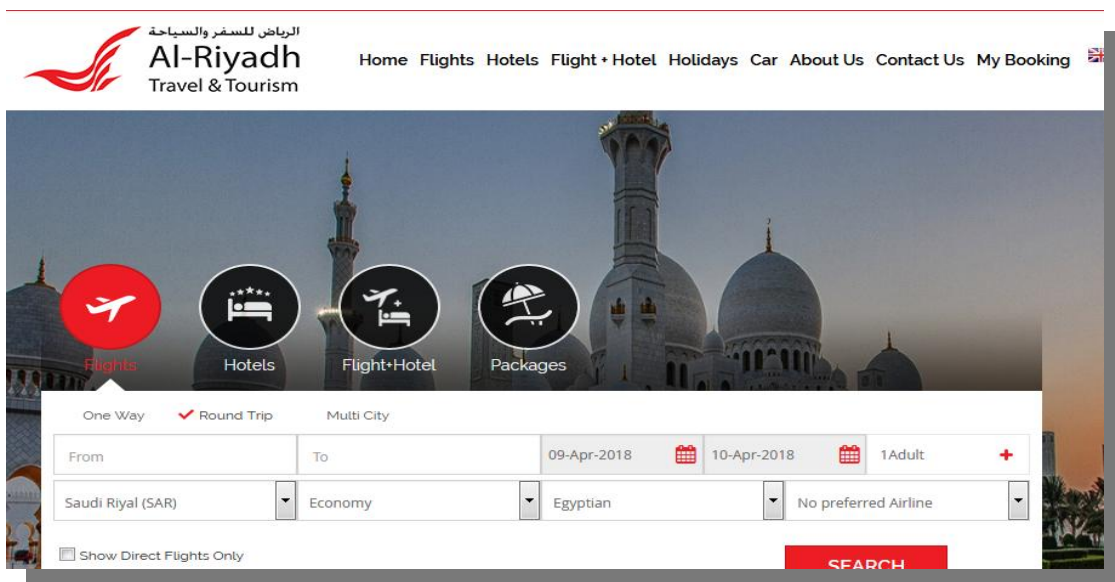 الرياض للسفر والسياحة
Al-Riyadh
Travel & Tourism
Home Flights Hotels Flight + Hotel Holidays Car About Us Contact Us My Booking
Flights Hotels Flight+Hotel Packages
One Way Round Trip Multi City
From To 09-Apr-2018 10-Apr-2018 1Adult +
Saudi Riyal (SAR) Economy Egyptian No preferred Airline
Show Direct Flights Only
SEARCH